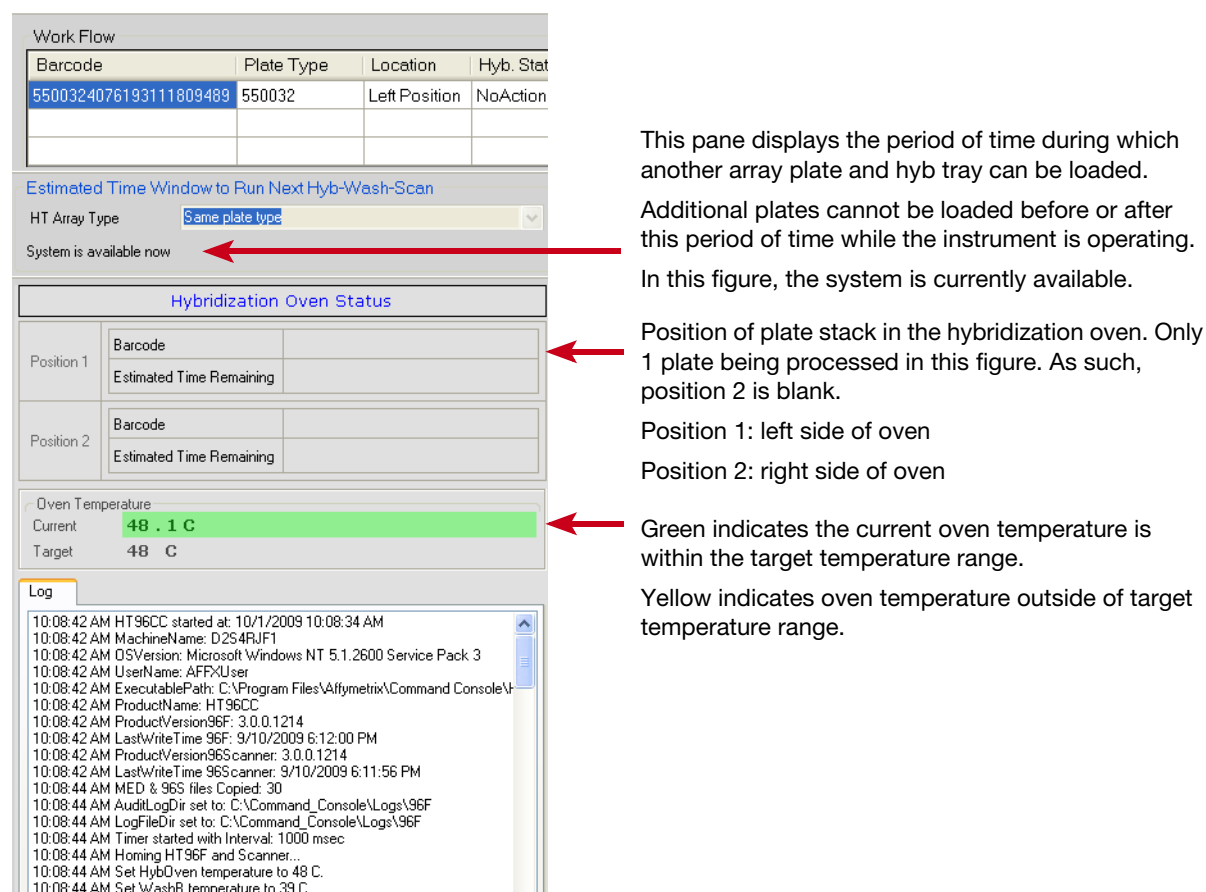 Work Flow
Barcode Plate Type Location Hyb. Stat
5500324076193111809489 550032 Left Position NoAction
Estimated Time Window to Run Next Hyb-Wash-Scan
HT Array Type Same plate type
System is available now
Hybridization Oven Status
Position 1
Barcode
Estimated Time Remaining
Position 2
Barcode
Estimated Time Remaining
Oven Temperature
Current 48 . 1 C
Target 48 C
Log
10:08:42 AM HT96CC started at: 10/1/2009 10:08:34 AM
10:08:42 AM MachineName: D2S4RJF1
10:08:42 AM OSVersion: Microsoft Windows NT 5.1.2600 Service Pack 3
10:08:42 AM UserName: AFFXUser
10:08:42 AM ExecutablePath: C:\Program Files\Affymetrix\Command Console\H
10:08:42 AM ProductName: HT96CC
10:08:42 AM ProductVersion96F: 3.0.0.1214
10:08:42 AM LastWriteTime 96F: 9/10/2009 6:12:00 PM
10:08:42 AM ProductVersion96Scanner: 3.0.0.1214
10:08:42 AM LastWriteTime 96Scanner: 9/10/2009 6:11:56 PM
10:08:44 AM MED & 96S files Copied: 30
10:08:44 AM AuditLogDir set to: C:\Command_Console\Logs\96F
10:08:44 AM LogFileDir set to: C:\Command_Console\Logs\96F
10:08:44 AM Timer started with Interval: 1000 msec
10:08:44 AM Homing HT96F and Scanner...
10:08:44 AM Set HybOven temperature to 48 C.
10:08:44 AM Set WashB temperature to 39 C
This pane displays the period of time during which
another array plate and hyb tray can be loaded.
Additional plates cannot be loaded before or after
this period of time while the instrument is operating.
In this figure, the system is currently available.
Position of plate stack in the hybridization oven. Only
1 plate being processed in this figure. As such,
position 2 is blank.
Position 1: left side of oven
Position 2: right side of oven
Green indicates the current oven temperature is
within the target temperature range.
Yellow indicates oven temperature outside of target
temperature range.